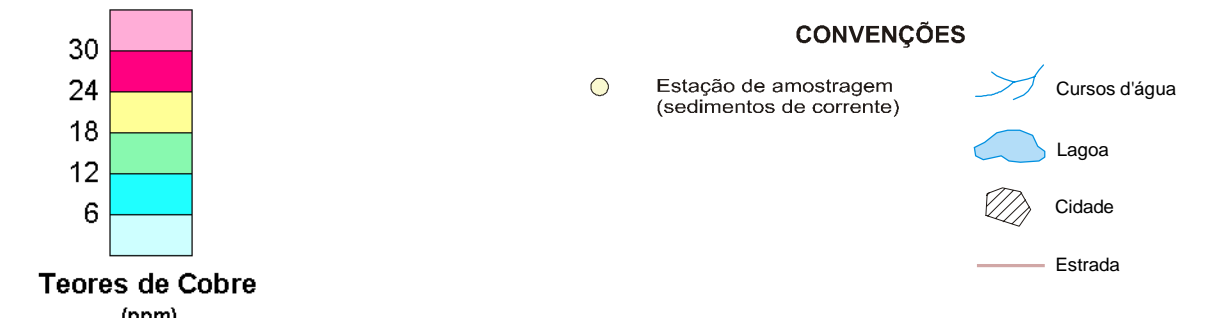 30
24
18
12
6
Teores de Cobre
(ppm)
CONVENÇÕES
Estação de amostragem
(sedimentos de corrente)
Cursos d'água
Lagoa
Cidade
Estrada